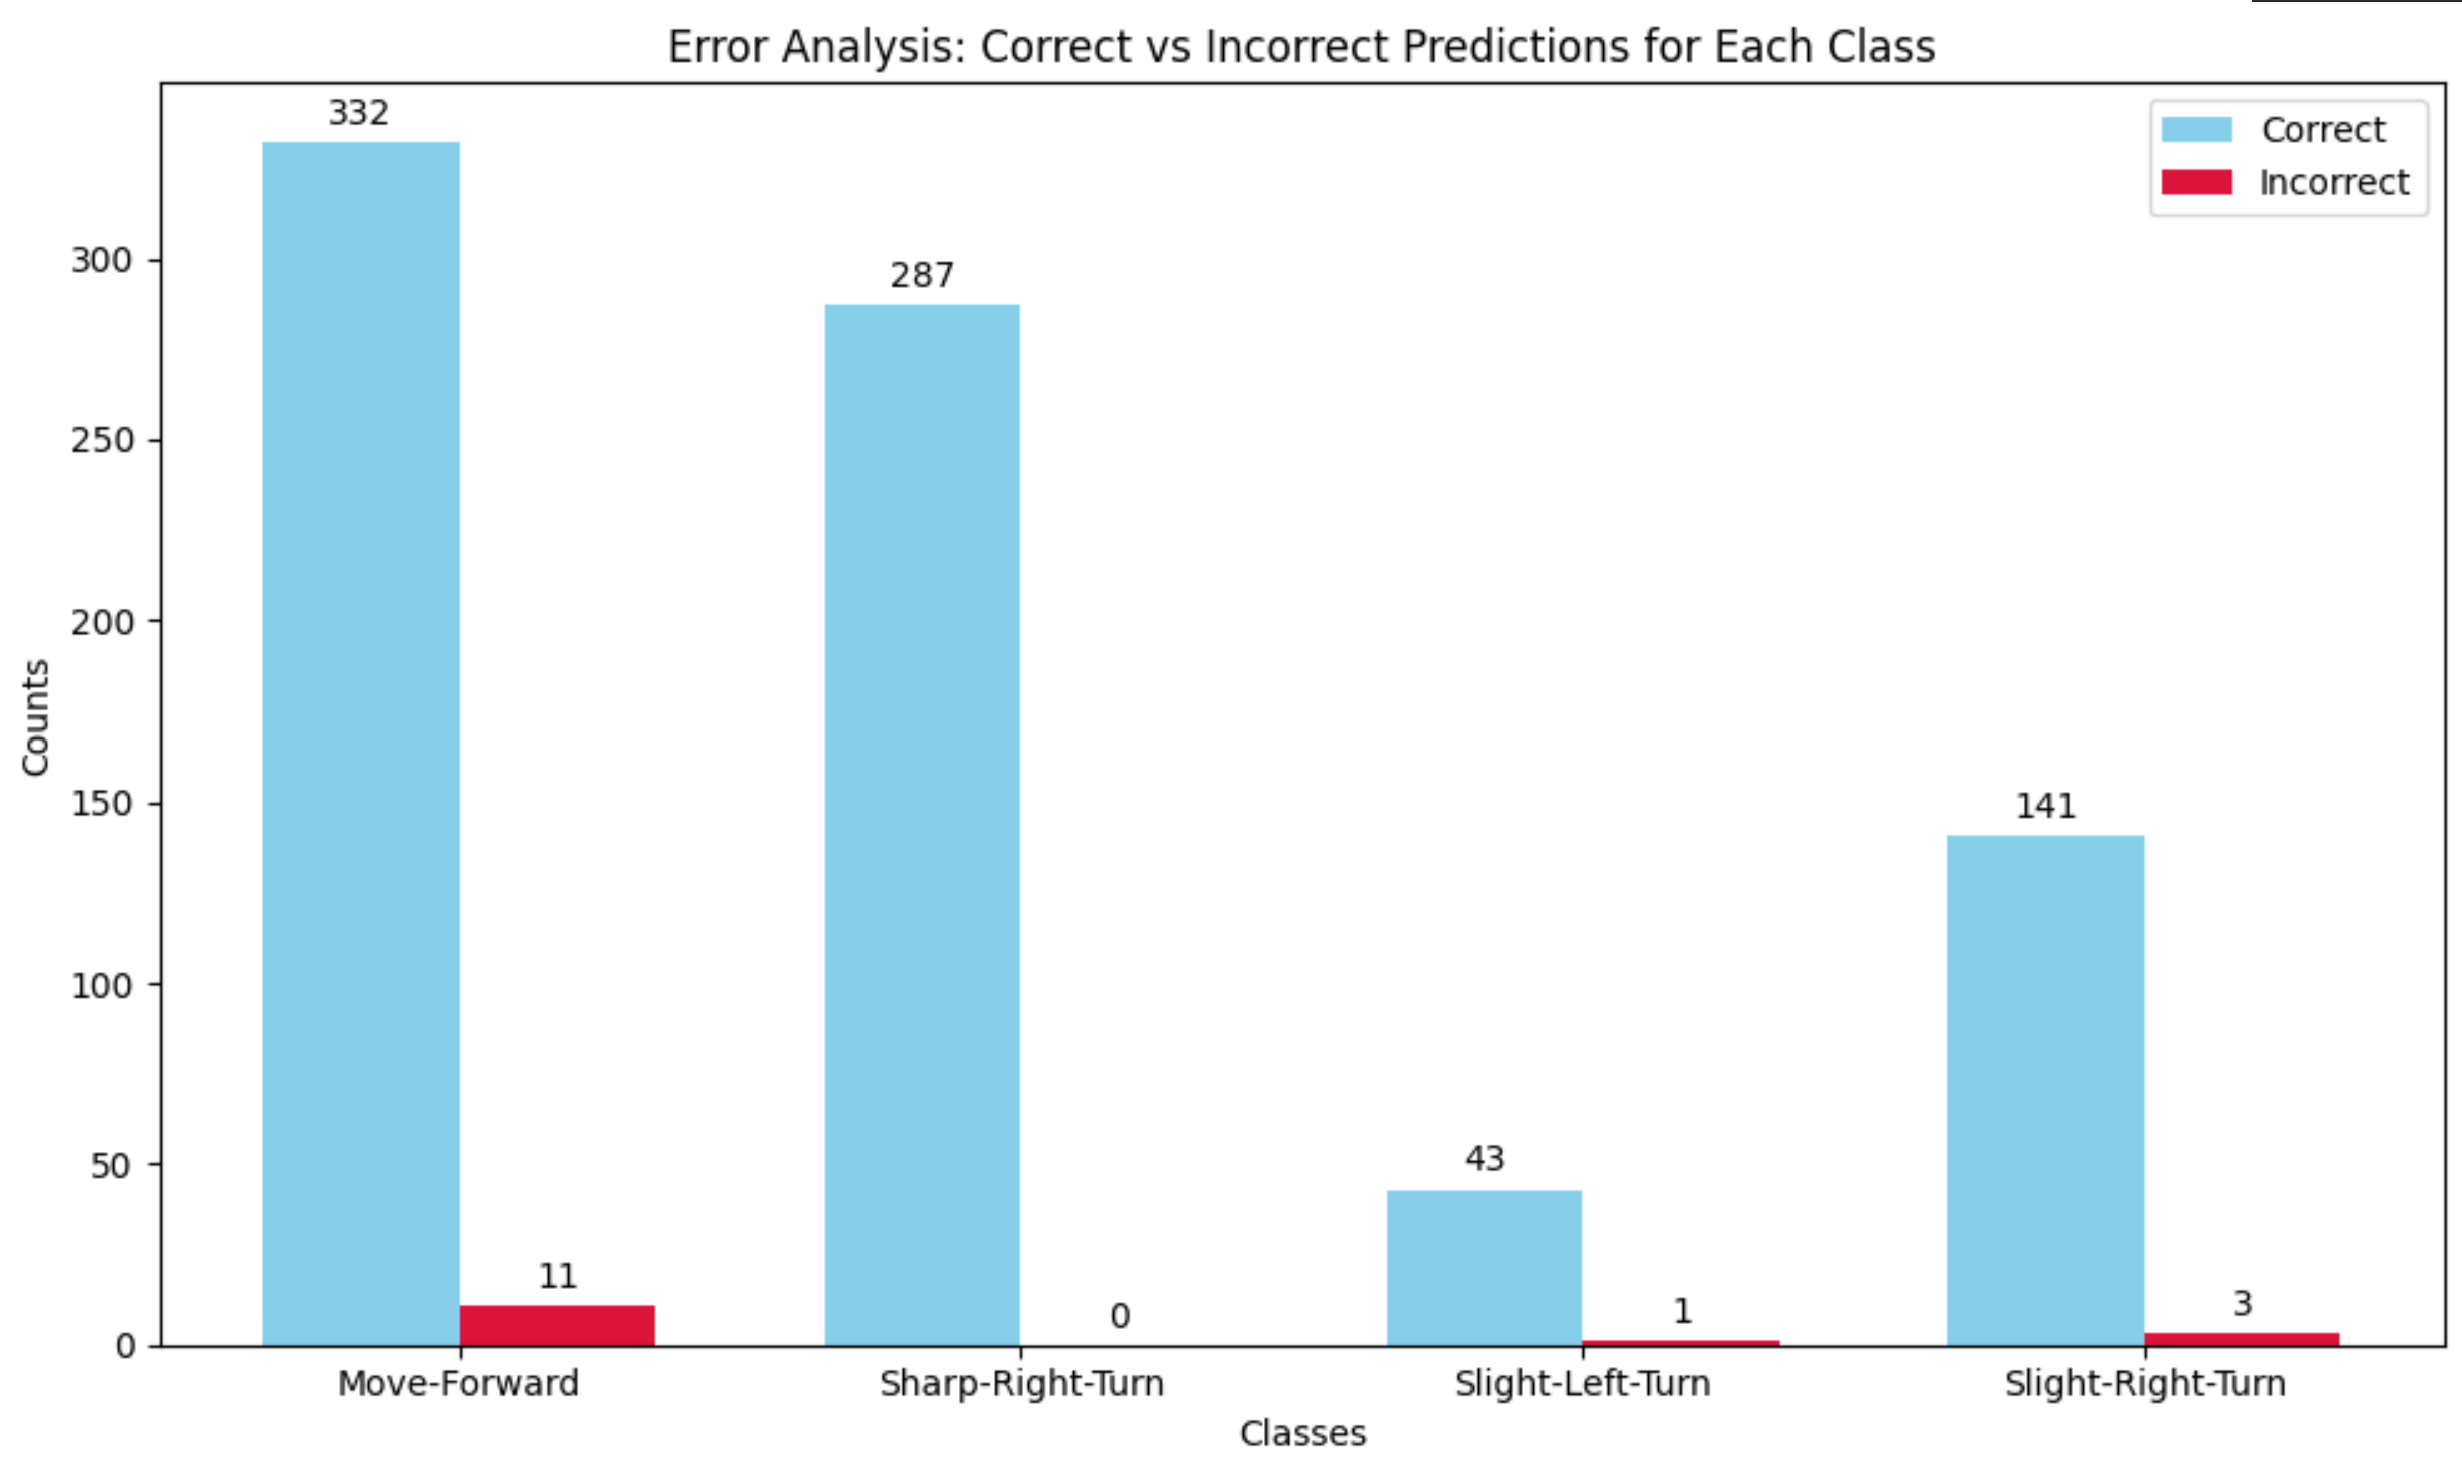 Error Analysis: Correct vs Incorrect Predictions for Each Class
Correct
Incorrect
Counts
300
250
200
150
100
50
0
332
11
287
0
43
1
141
3
Move-Forward
Sharp-Right-Turn
Slight-Left-Turn
Slight-Right-Turn
Classes